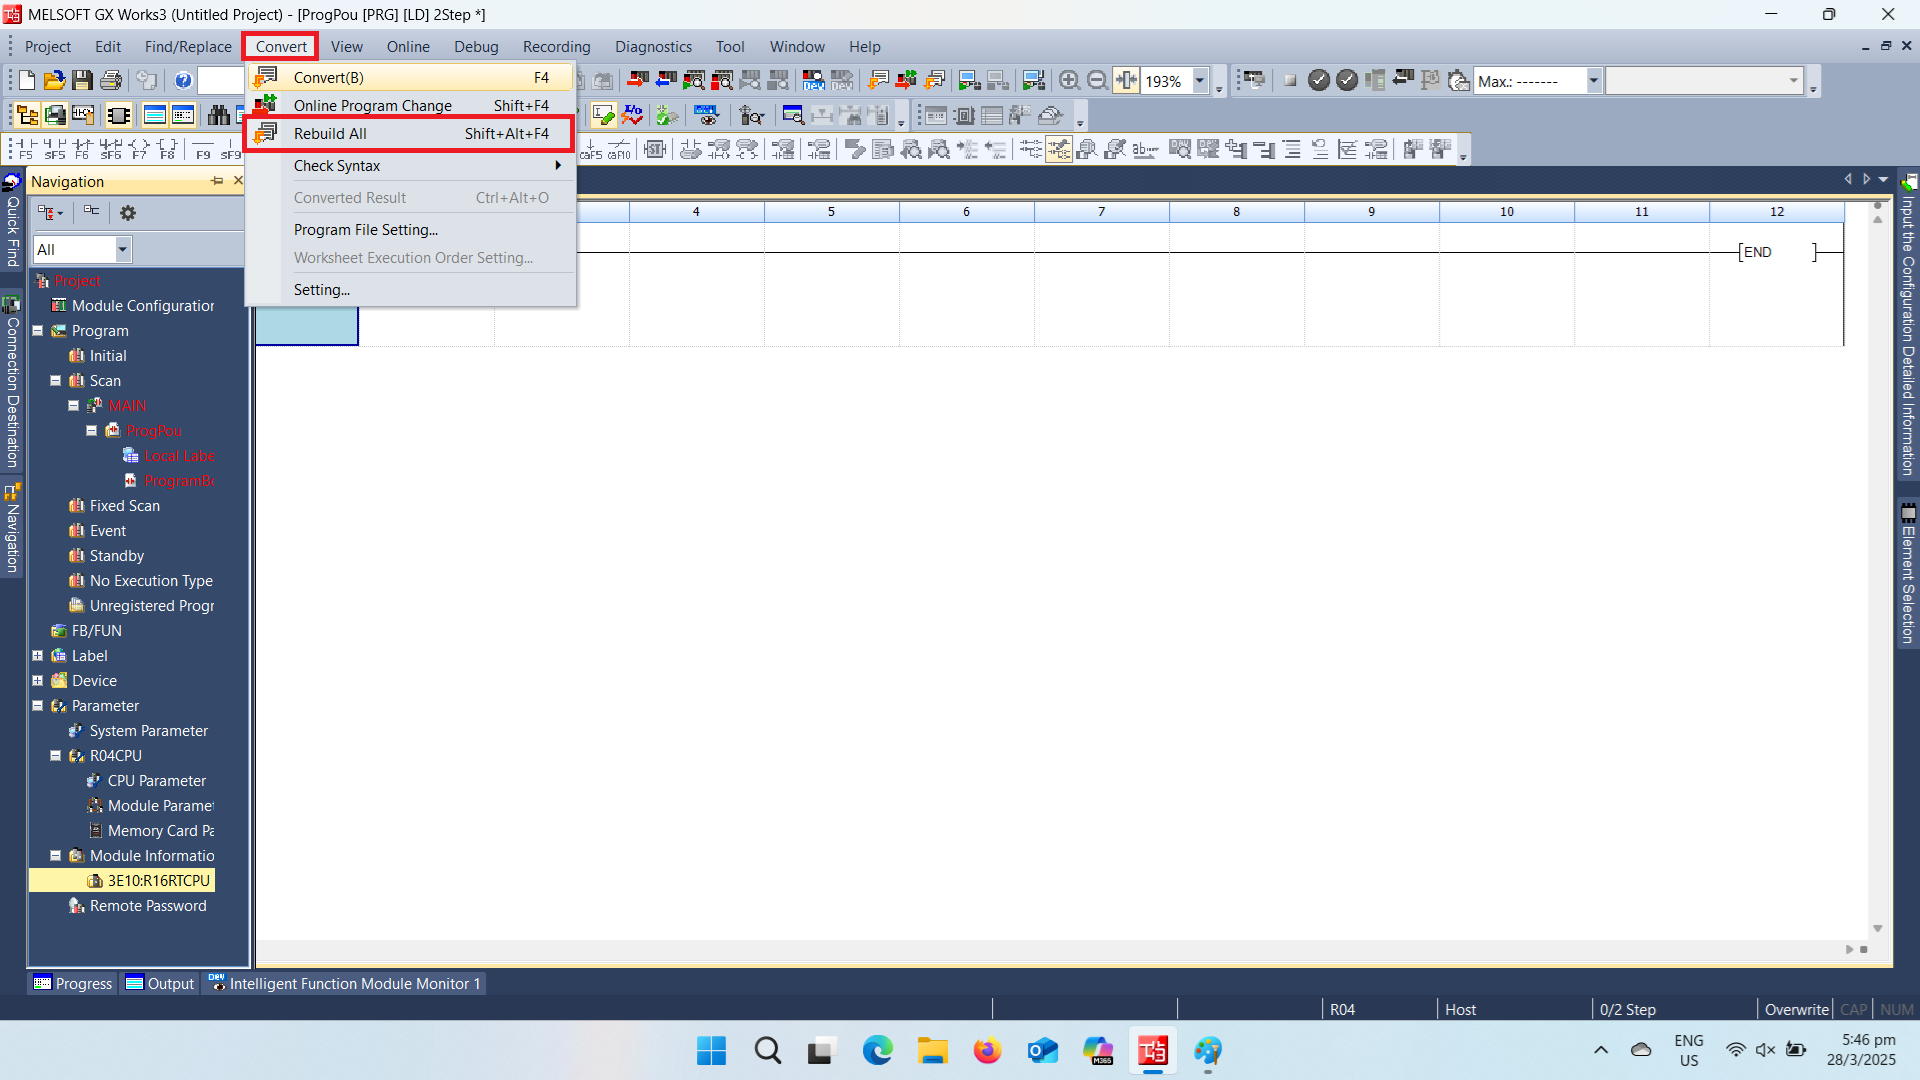 MELSOFT GX Works3 (Untitled Project) - [ProgPou [PRG] [LD] 2Step *]
Project Edit Find/Replace Convert View Online Debug Recording Diagnostics Tool Window Help
Convert(B) F4
193%
Max.: -------
Online Program Change Shift+F4
Rebuild All Shift+Alt+F4
F5 sF5 F6 sF6 F7 F8 F9 sF9
caF5 caF10
Check Syntax
Converted Result Ctrl+Alt+O
Program File Setting...
Worksheet Execution Order Setting...
Setting...
Navigation
All
4 5 6 7 8 9 10 11 12
END
Project
Module Configuration
Program
Initial
Scan
MAIN
ProgPou
Local Labe
ProgramBo
Fixed Scan
Event
Standby
No Execution Type
Unregistered Progr
FB/FUN
Label
Device
Parameter
System Parameter
R04CPU
CPU Parameter
Module Paramet
Memory Card Pa
Module Informatio
3E10:R16RTCPU
Remote Password
Quick Find
Connection Destination
Navigation
Input the Configuration Detailed Information
Element Selection
Progress Output Intelligent Function Module Monitor 1
R04 Host 0/2 Step Overwrite CAP NUM
M365
ENG
US
5:46 pm
28/3/2025